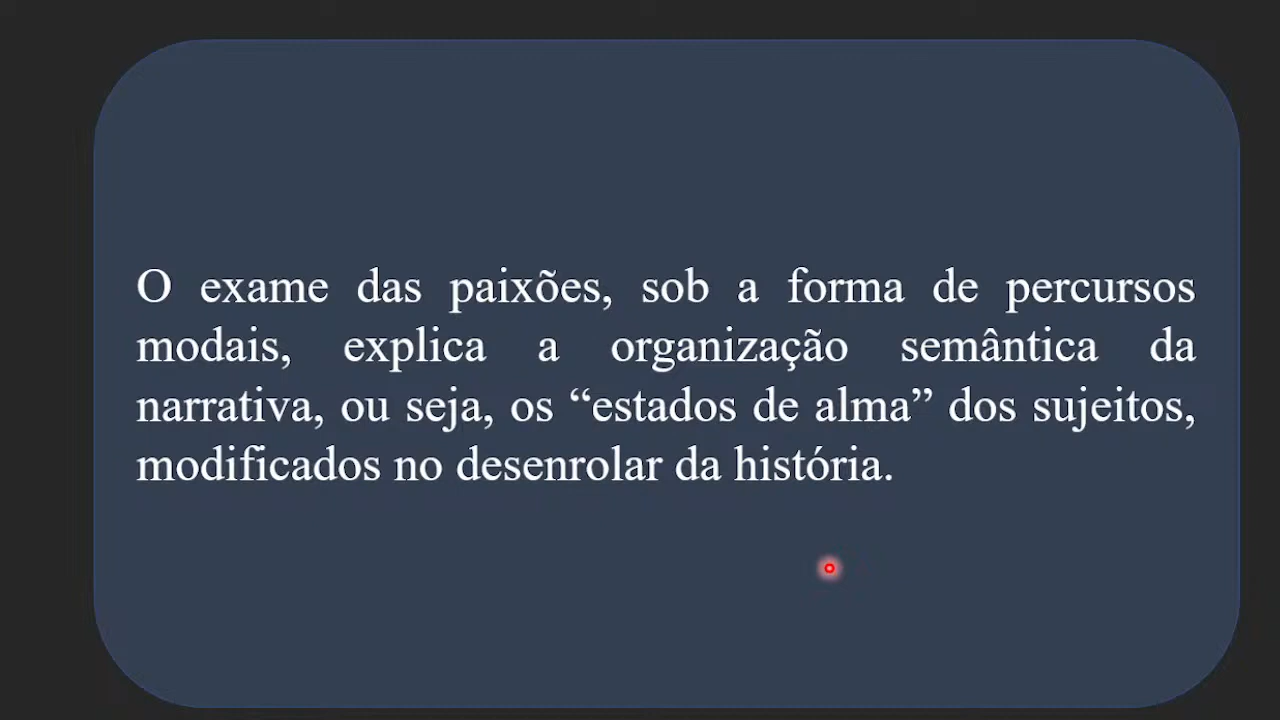 O exame das paixões, sob a forma de percursos
modais, explica a organização semântica da
narrativa, ou seja, os “estados de alma” dos sujeitos,
modificados no desenrolar da história.